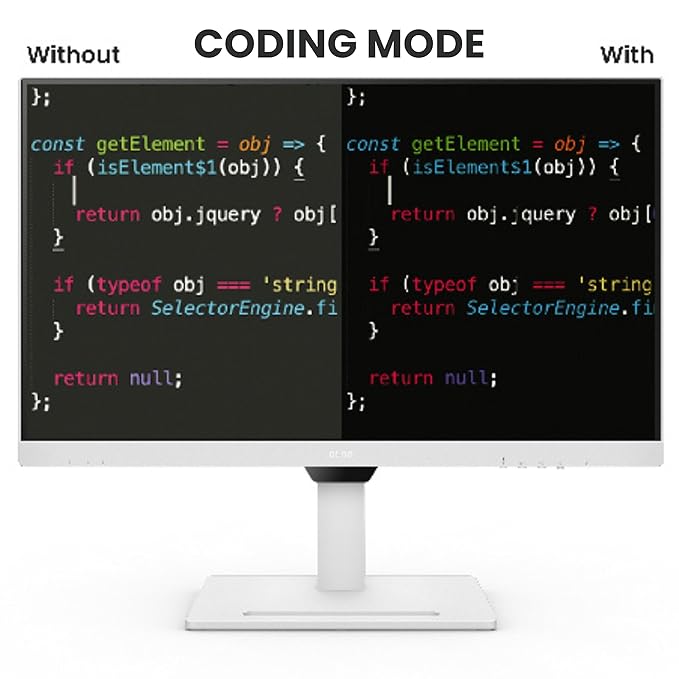 CODING MODE
Without
With
};
const getElement = obj => {
if (isElement$1(obj)) {
return obj.jquery ? obj[
}
if (typeof obj === 'string
return SelectorEngine.fi
}
return null;
};
};
const getElement = obj => {
if (isElement$1(obj)) {
return obj.jquery ? obj[
}
if (typeof obj === 'string
return SelectorEngine.fi
}
return null;
};